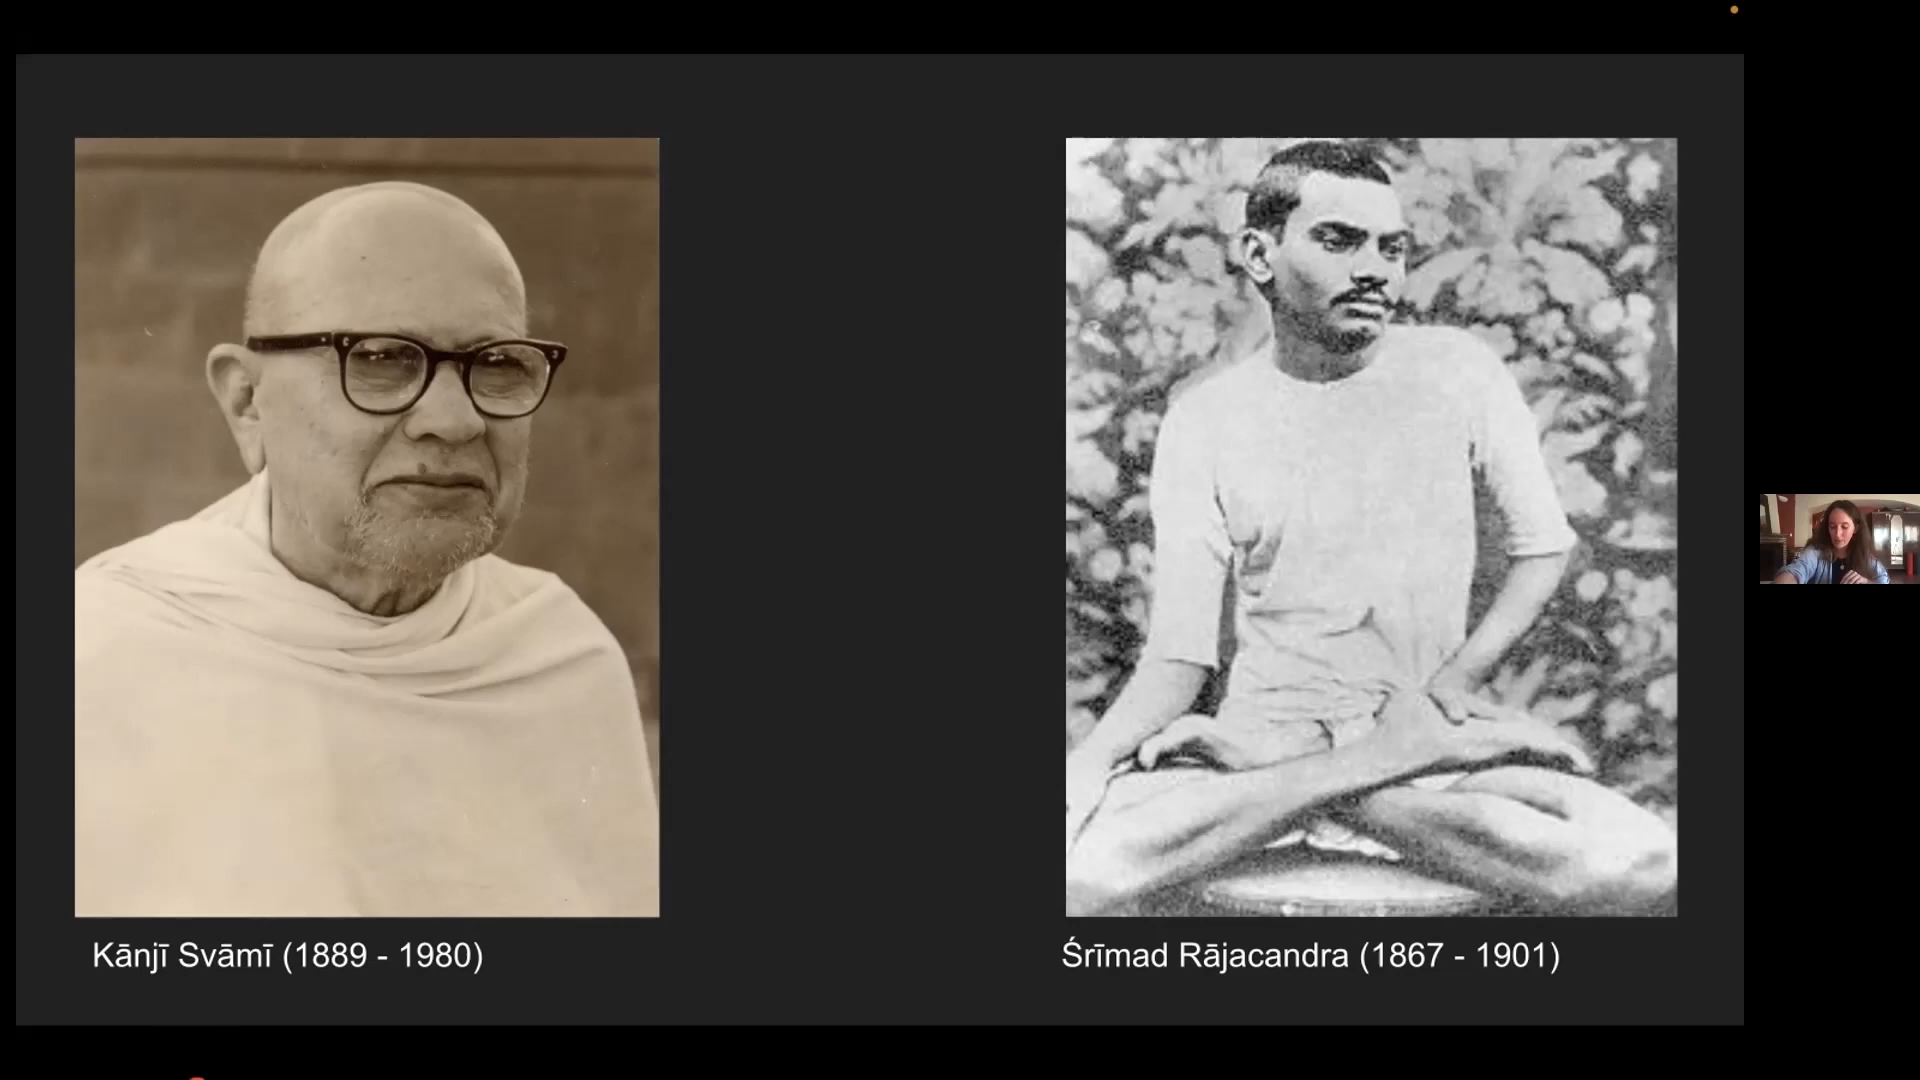 Kānjī Svāmī (1889 - 1980)
Śrīmad Rājacandra (1867 - 1901)